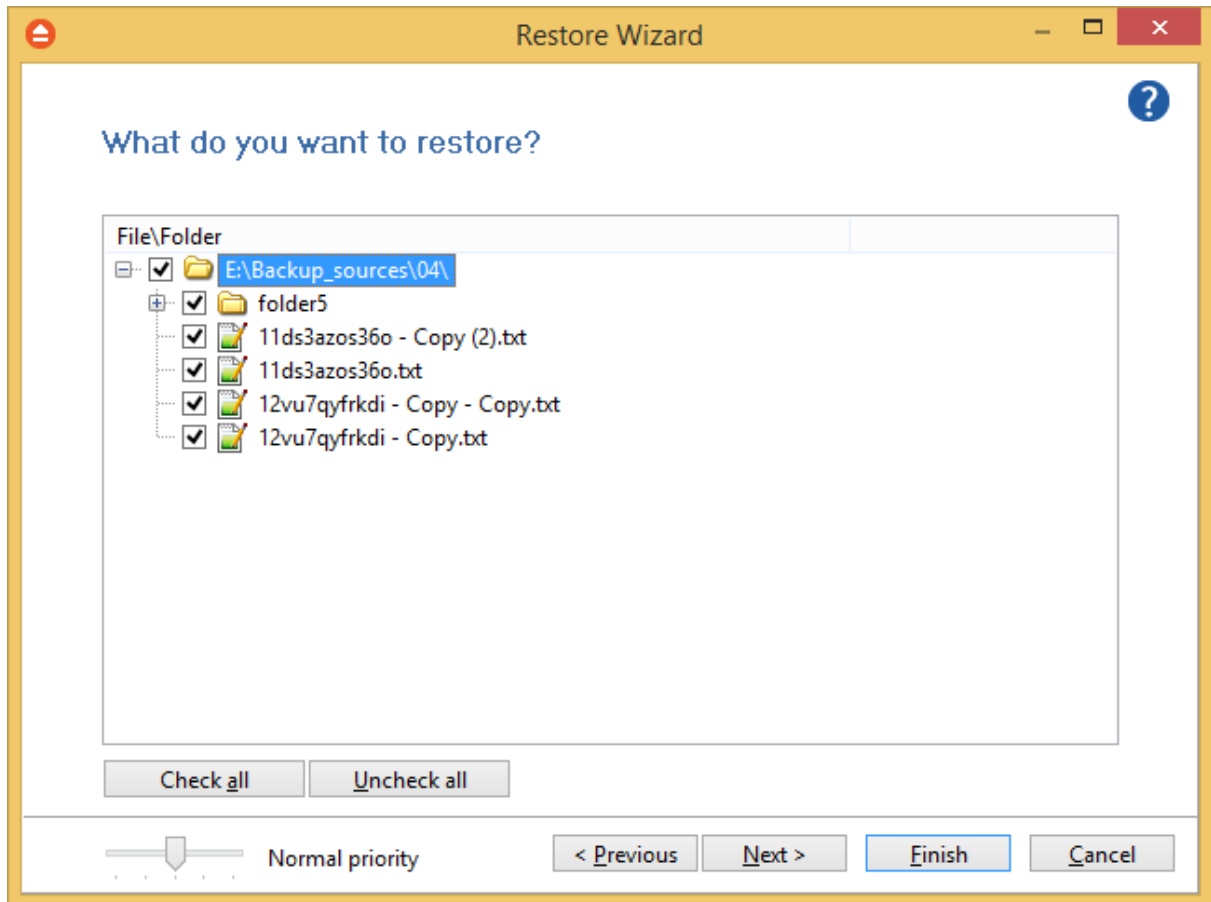 Restore Wizard
?
What do you want to restore?
File\Folder
E:\Backup_sources\04\
folder5
11ds3azos36o - Copy (2).txt
11ds3azos36o.txt
12vu7qyfrkdi - Copy - Copy.txt
12vu7qyfrkdi - Copy.txt
Check all Uncheck all
Normal priority < Previous Next > Finish Cancel